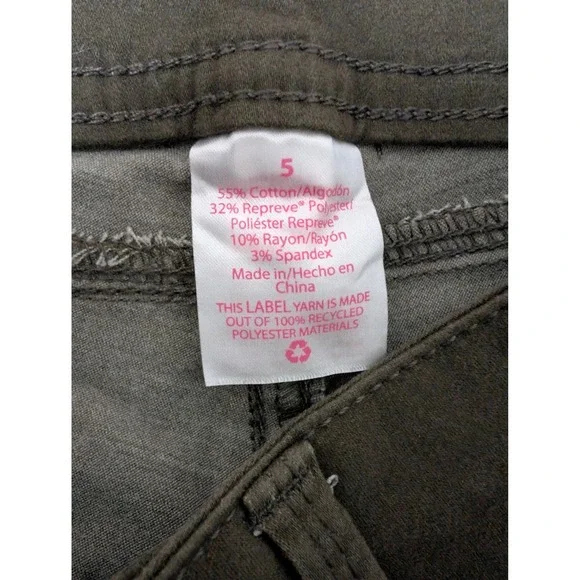 5
55% Cotton/Algodón
32% Repreve® Polyester/
Poliéster Repreve®
10% Rayon/Rayón
3% Spandex
Made in/Hecho en
China
THIS LABEL YARN IS MADE
OUT OF 100% RECYCLED
POLYESTER MATERIALS